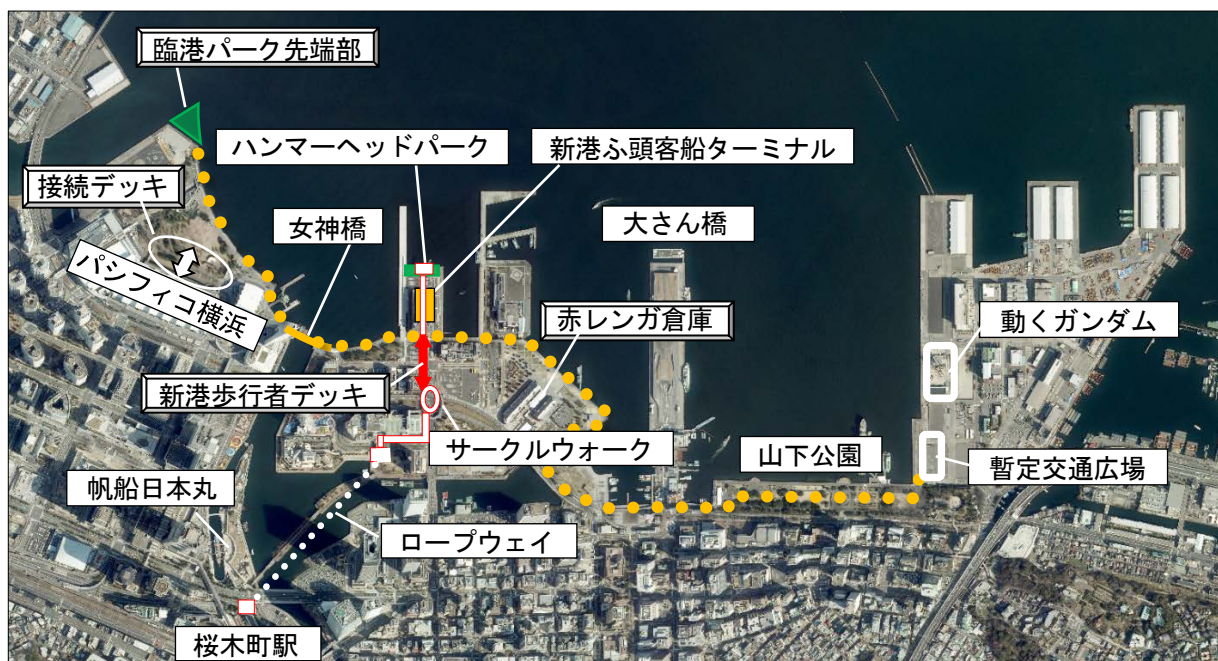 臨港パーク先端部
ハンマーヘッドパーク
新港ふ頭客船ターミナル
接続デッキ
女神橋
大さん橋
パシフィコ横浜
赤レンガ倉庫
動くガンダム
新港歩行者デッキ
サークルウォーク
山下公園
暫定交通広場
帆船日本丸
ロープウェイ
桜木町駅